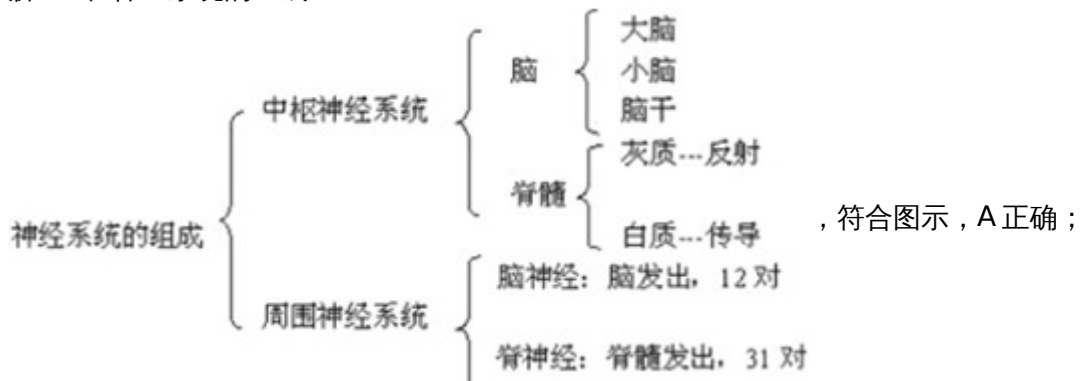 大脑
脑
小脑
中枢神经系统
脑干
灰质---反射
脊髓
神经系统的组成
白质---传导
，符合图示，A正确；
脑神经：脑发出，12对
周围神经系统
脊神经：脊髓发出，31对